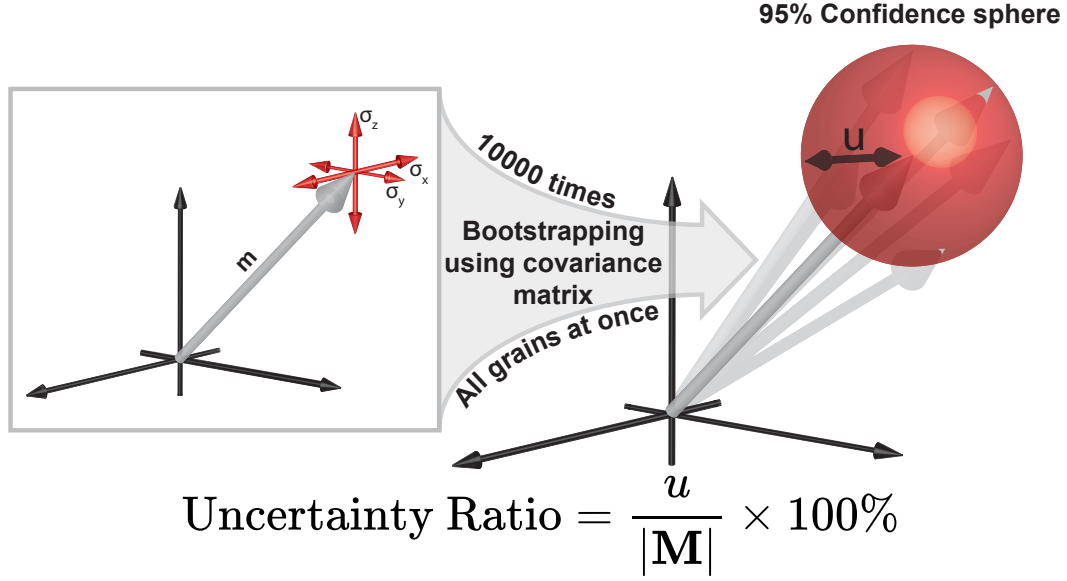 95% Confidence sphere
σz
σx
σy
m
10000 times
Bootstrapping
using covariance
matrix
All grains at once
u
Uncertainty Ratio = u / |M| × 100%